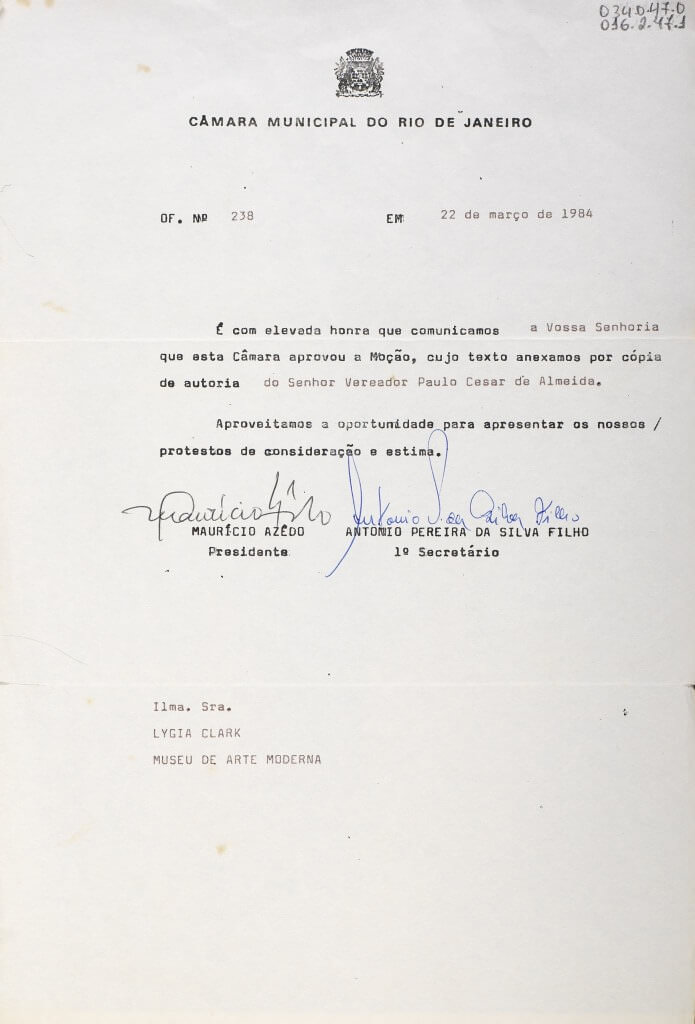 034047.0
016.2.47.1
CÂMARA MUNICIPAL DO RIO DE JANEIRO
OF. Nº 238 EM 22 de março de 1984
É com elevada honra que comunicamos a Vossa Senhoria
que esta Câmara aprovou a Moção, cujo texto anexamos por cópia
de autoria do Senhor Vereador Paulo Cesar de Almeida.
Aproveitamos a oportunidade para apresentar os nossos /
protestos de consideração e estima.
MAURÍCIO AZÊDO ANTONIO PEREIRA DA SILVA FILHO
Presidente 1º Secretário
Ilma. Sra.
LYGIA CLARK
MUSEU DE ARTE MODERNA